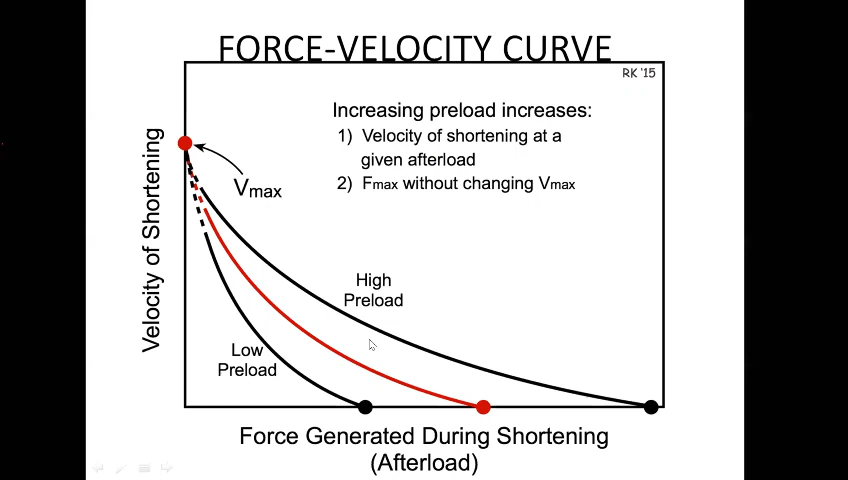 FORCE-VELOCITY CURVE
RK '15
Increasing preload increases:
1) Velocity of shortening at a
given afterload
2) Fmax without changing Vmax
Vmax
Velocity of Shortening
High
Preload
Low
Preload
Force Generated During Shortening
(Afterload)